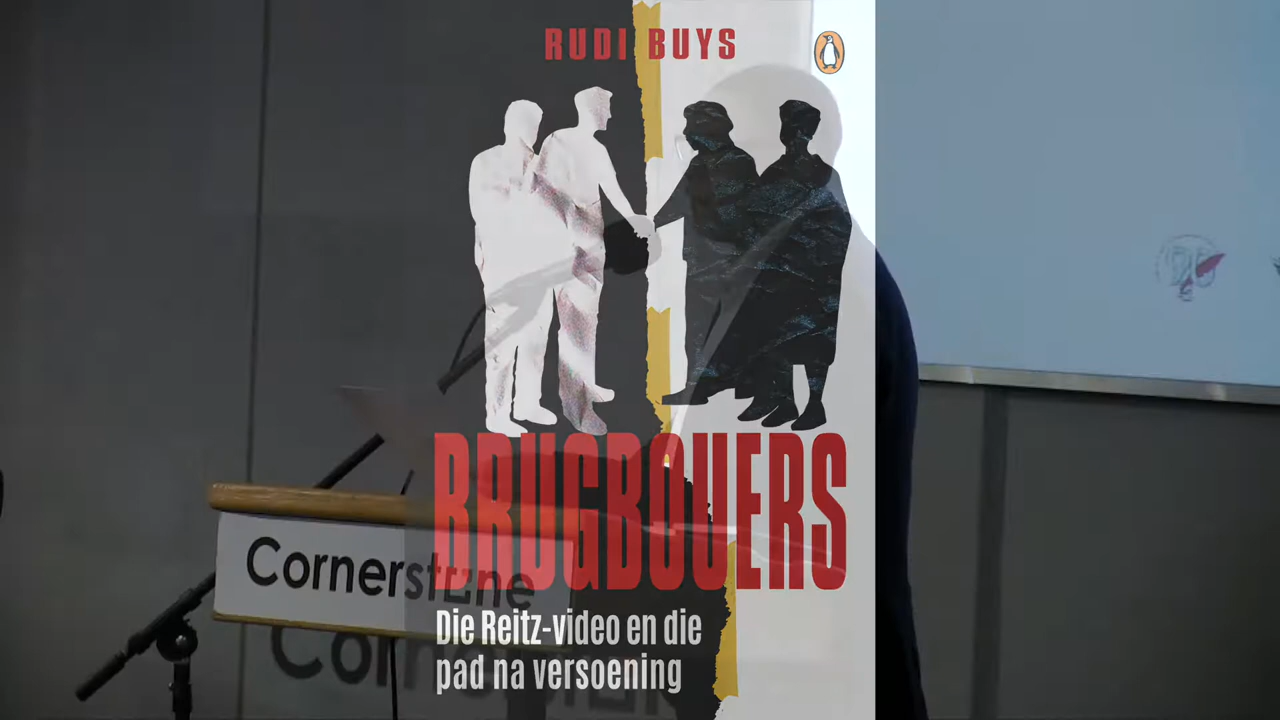 RUDI BUYS
BRUGBOUERS
Die Reitz-video en die
pad na versoening
Cornerstone